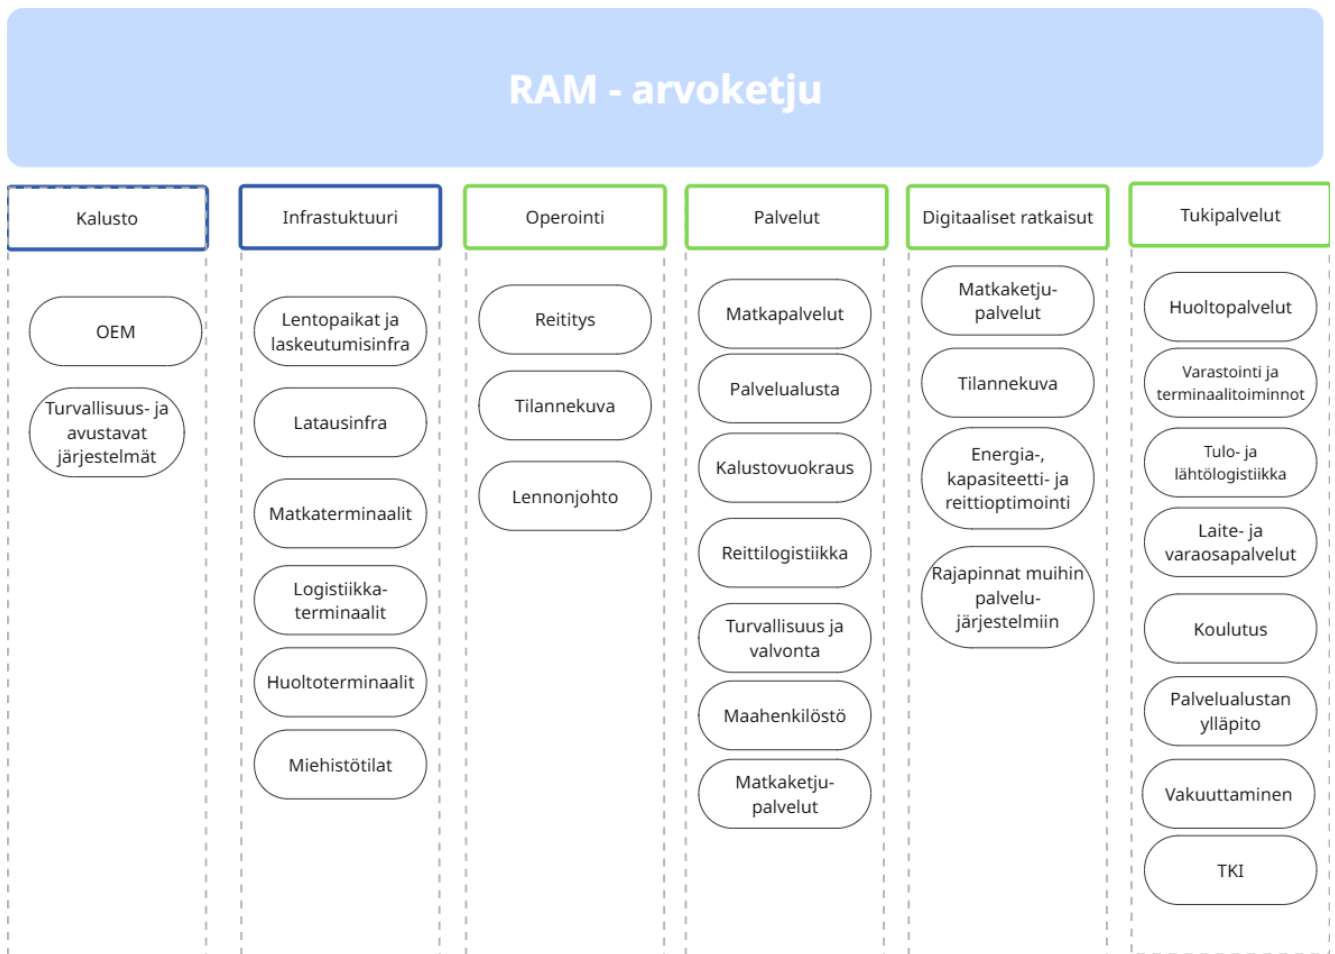 RAM - arvoketju
Kalusto
OEM
Turvallisuus- ja
avustavat
järjestelmät
Infrastuktuuri
Lentopaikat ja
laskeutumisinfra
Latausinfra
Matkaterminaalit
Logistiikka-
terminaalit
Huoltoterminaalit
Miehistötilat
Operointi
Reititys
Tilannekuva
Lennonjohto
Palvelut
Matkapalvelut
Palvelualusta
Kalustovuokraus
Reittilogistiikka
Turvallisuus ja
valvonta
Maahenkilöstö
Matkaketju-
palvelut
Digitaaliset ratkaisut
Matkaketju-
palvelut
Tilannekuva
Energia-,
kapasiteetti- ja
reittioptimointi
Rajapinnat muihin
palvelu-
järjestelmiin
Tukipalvelut
Huoltopalvelut
Varastointi ja
terminaalitoiminnot
Tulo- ja
lähtölogistiikka
Laite- ja
varaosapalvelut
Koulutus
Palvelualustan
ylläpito
Vakuuttaminen
TKI